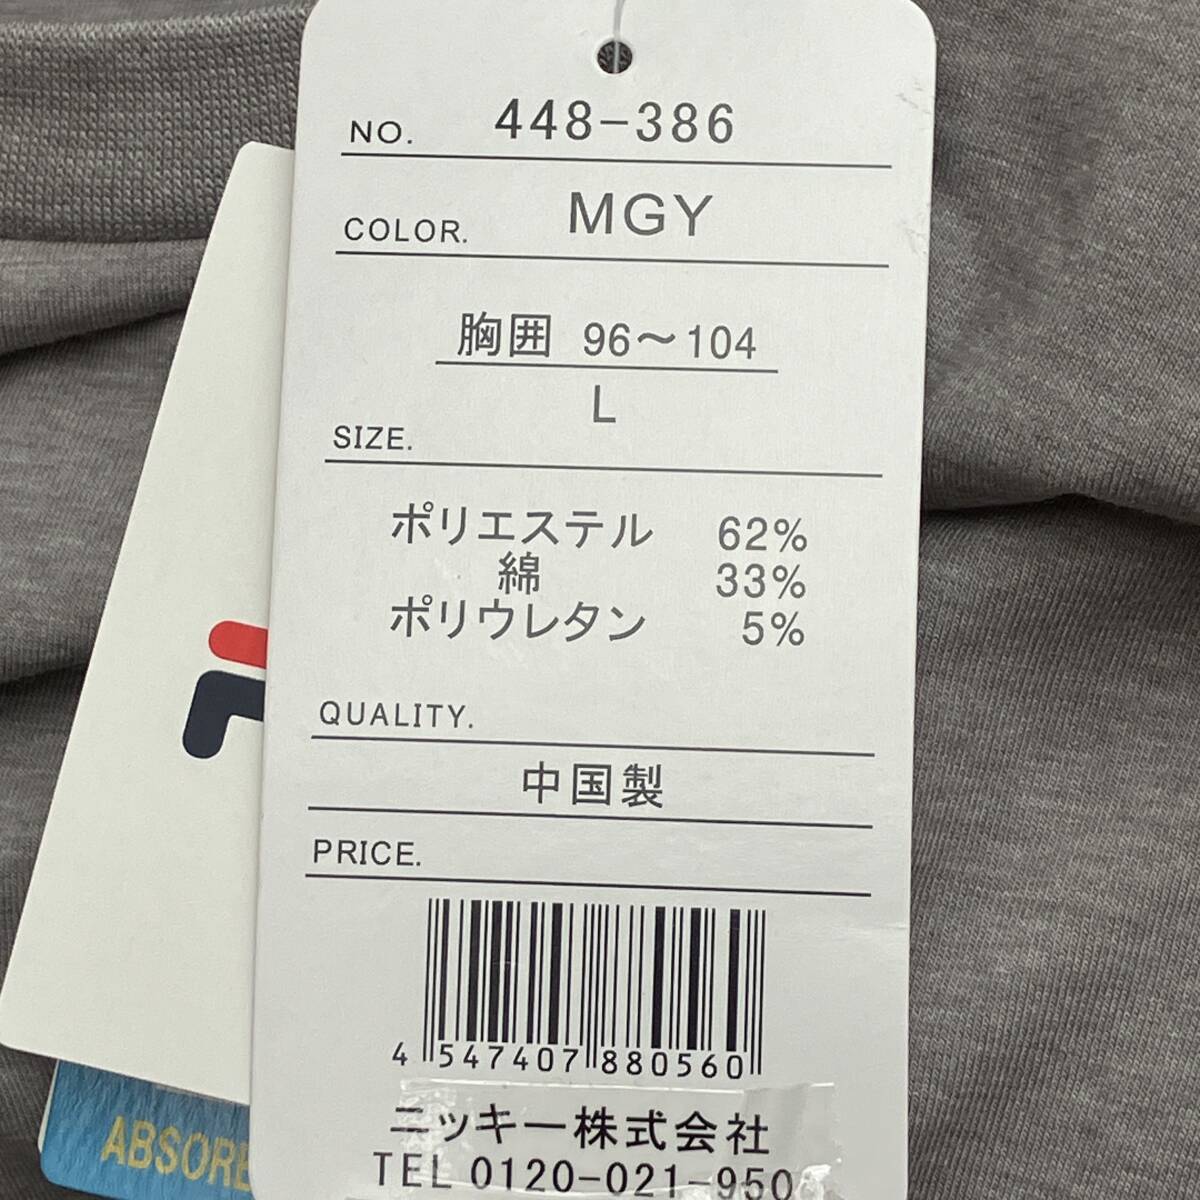 NO. 448-386
COLOR. MGY
胸囲 96～104
L
SIZE.
ポリエステル 62%
綿 33%
ポリウレタン 5%
QUALITY.
中国製
PRICE.
4 547407 880560
ニッキー株式会社
TEL 0120-021-950